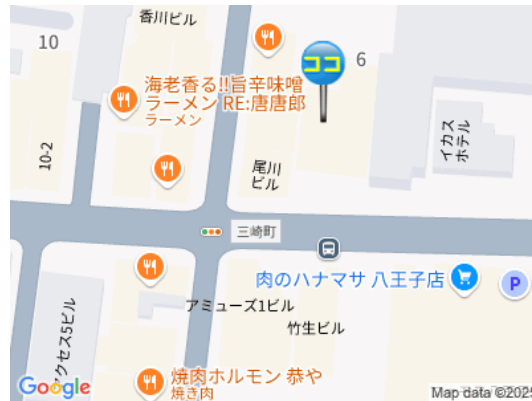 香川ビル
10
ココ
6
海老香る!!旨辛味噌
ラーメン RE:唐唐郎
ラーメン
10-2
イカス
ホテル
尾川
ビル
三崎町
肉のハナマサ 八王子店
P
アミューズ1ビル
竹生ビル
クセス5ビル
焼肉ホルモン 恭や
焼き肉
Google
Map data ©2025